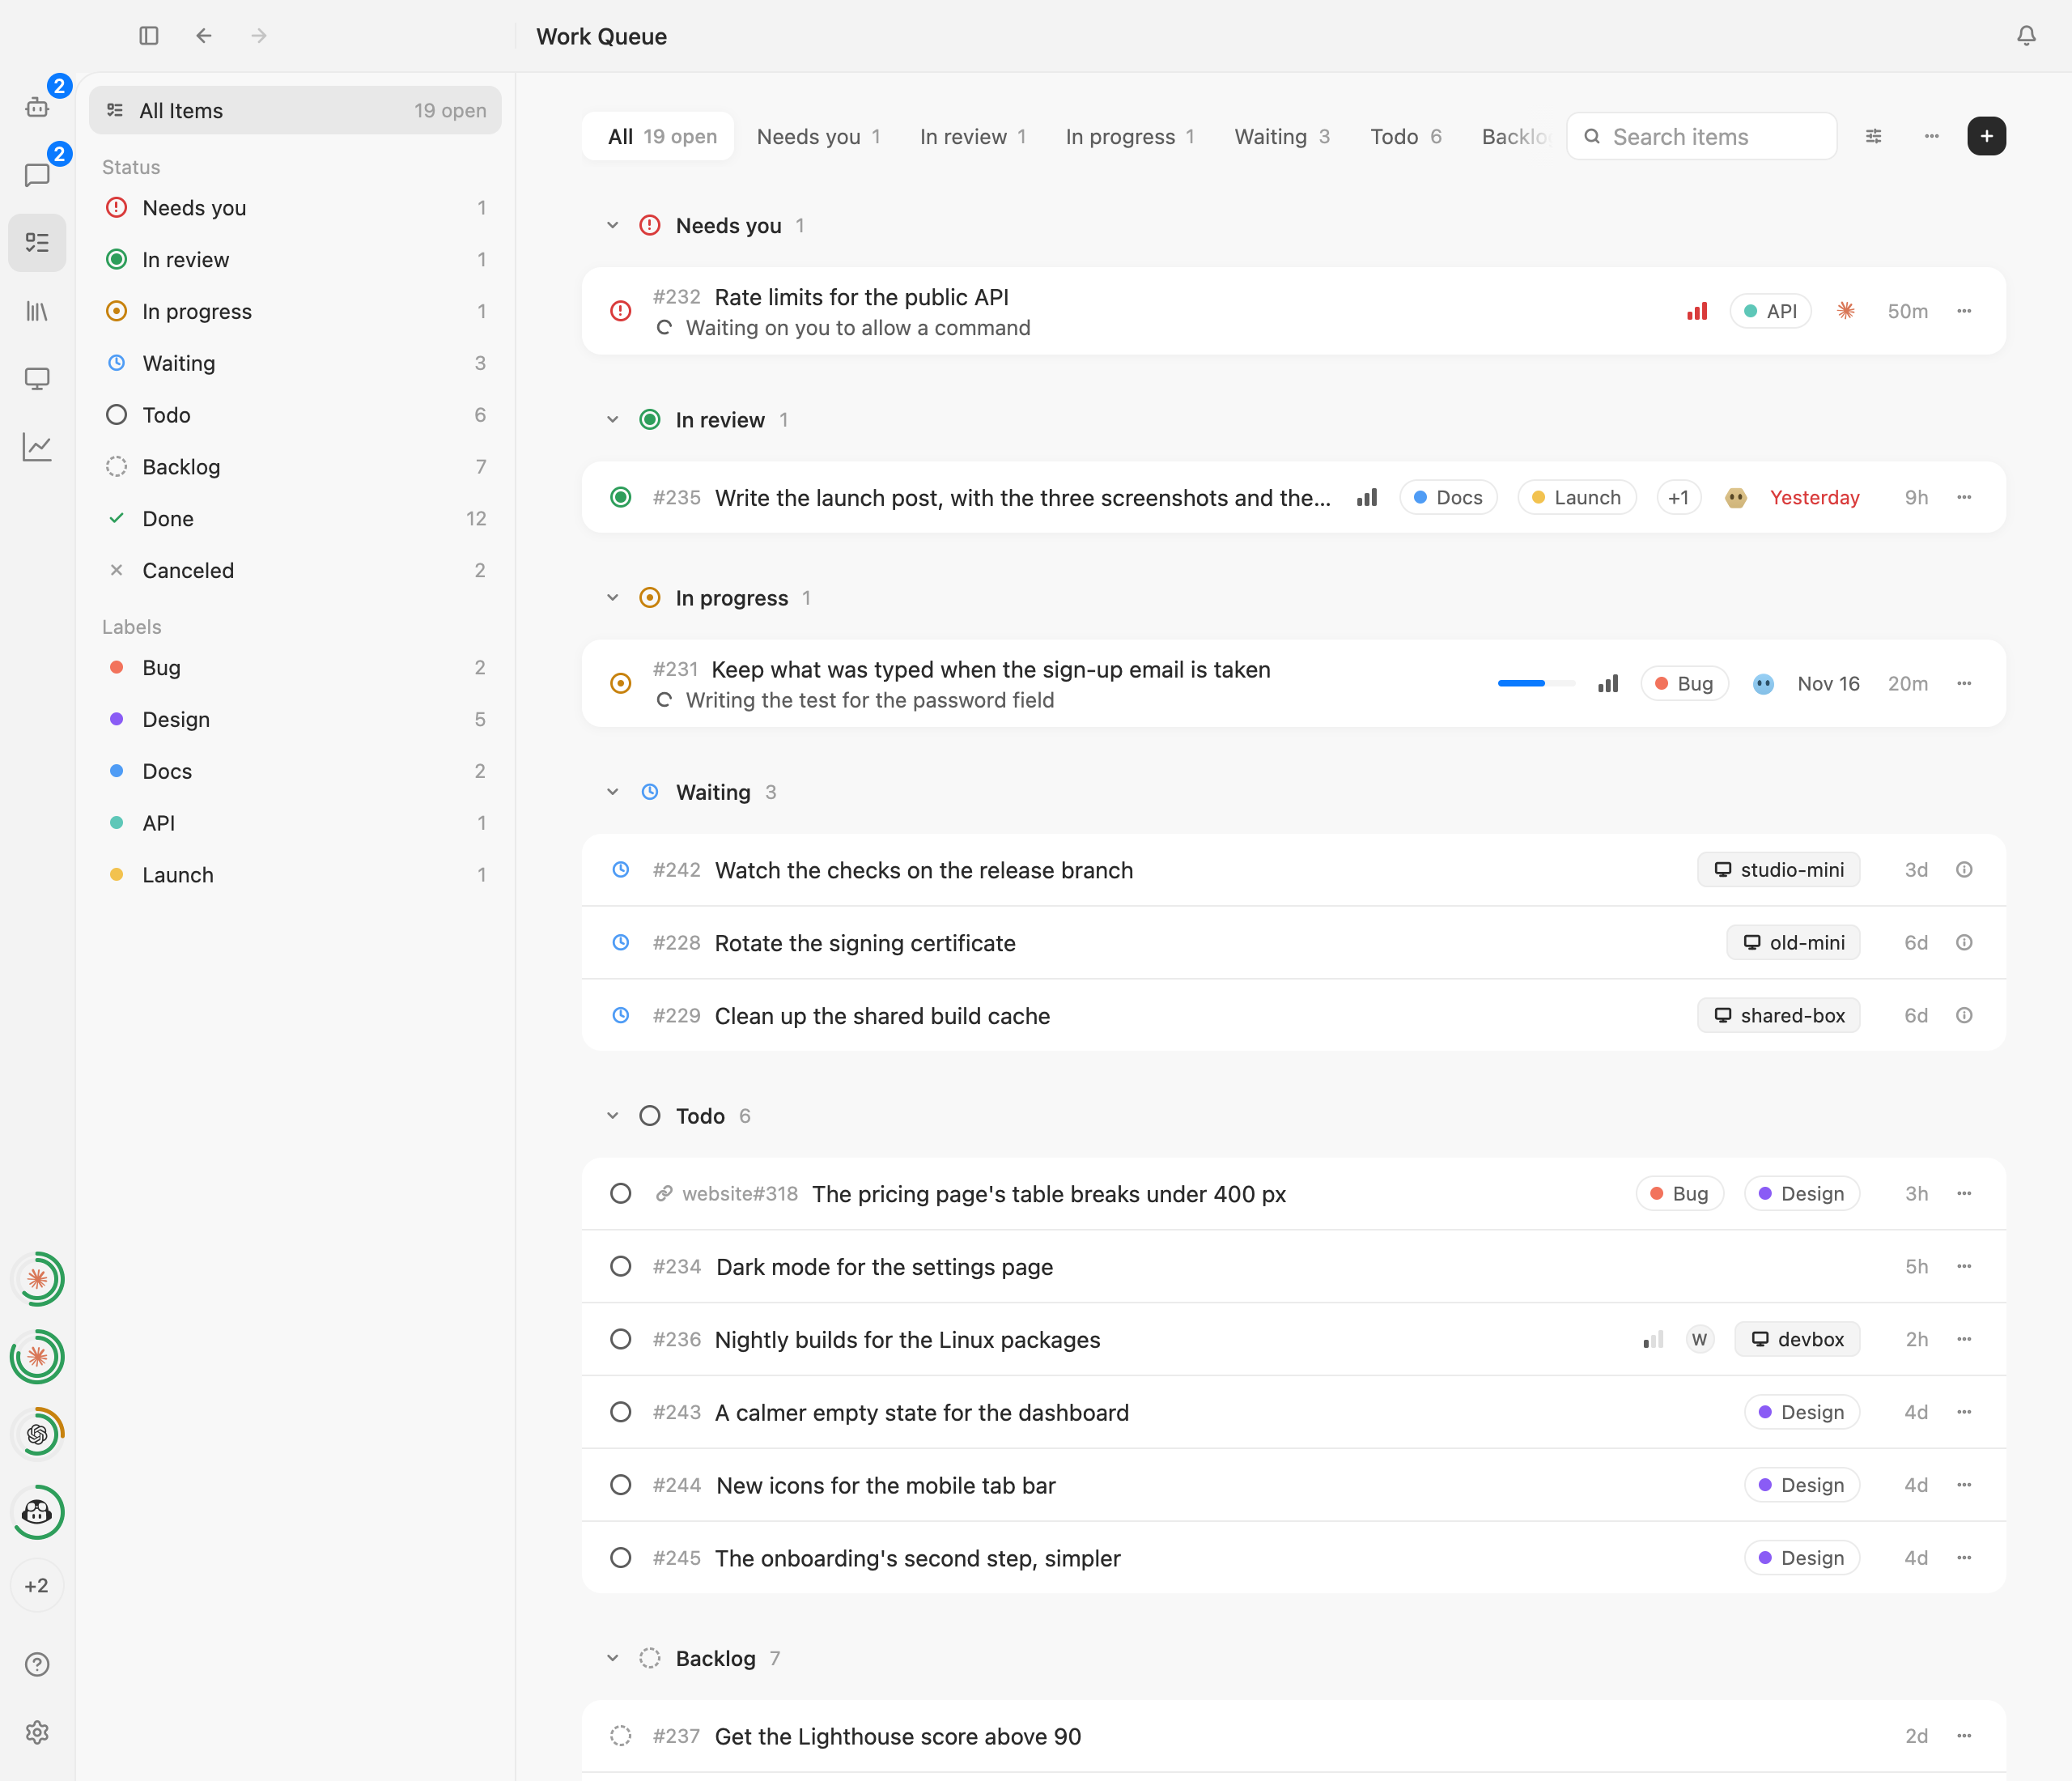 Work Queue
2
2
All Items 19 open
Status
Needs you 1
In review 1
In progress 1
Waiting 3
Todo 6
Backlog 7
Done 12
Canceled 2
Labels
Bug 2
Design 5
Docs 2
API 1
Launch 1
+2
All 19 open Needs you 1 In review 1 In progress 1 Waiting 3 Todo 6 Backlo
Search items
Needs you 1
#232 Rate limits for the public API
Waiting on you to allow a command
API 50m
In review 1
#235 Write the launch post, with the three screenshots and the... Docs Launch +1 Yesterday 9h
In progress 1
#231 Keep what was typed when the sign-up email is taken
Writing the test for the password field
Bug Nov 16 20m
Waiting 3
#242 Watch the checks on the release branch studio-mini 3d
#228 Rotate the signing certificate old-mini 6d
#229 Clean up the shared build cache shared-box 6d
Todo 6
website#318 The pricing page's table breaks under 400 px Bug Design 3h
#234 Dark mode for the settings page 5h
#236 Nightly builds for the Linux packages W devbox 2h
#243 A calmer empty state for the dashboard Design 4d
#244 New icons for the mobile tab bar Design 4d
#245 The onboarding's second step, simpler Design 4d
Backlog 7
#237 Get the Lighthouse score above 90 2d